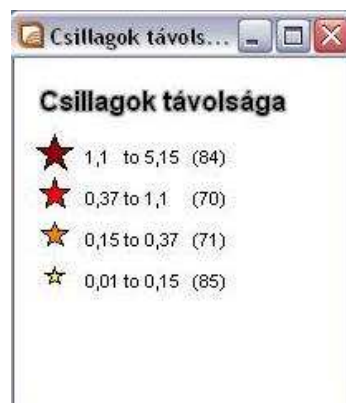 Csillagok távols...
Csillagok távolsága
1,1 to 5,15 (84)
0,37 to 1,1 (70)
0,15 to 0,37 (71)
0,01 to 0,15 (85)